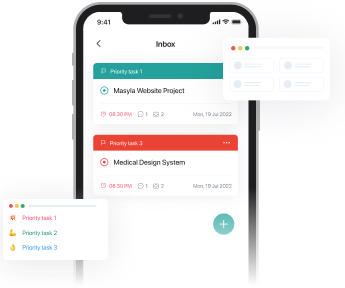 9:41
Inbox
Priority task 1
Masyla Website Project
08:30 PM 1 2 Mon, 19 Jul 2022
Priority task 3
Medical Design System
08:30 PM 1 2 Mon, 19 Jul 2022
Priority task 1
Priority task 2
Priority task 3